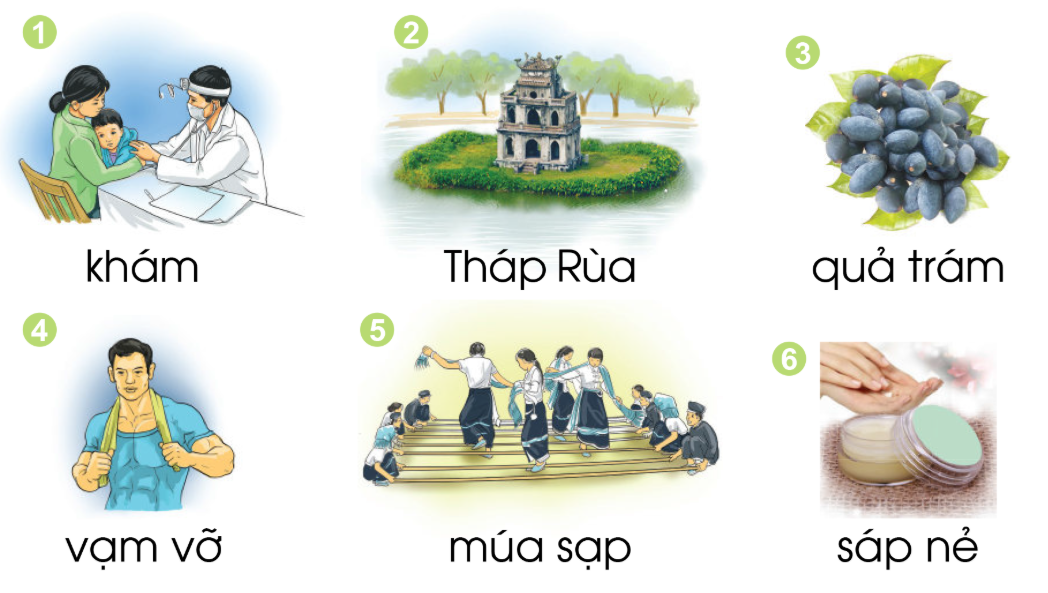 1
2
3
khám
Tháp Rùa
quả trám
4
5
6
vạm vỡ
múa sạp
sáp nẻ